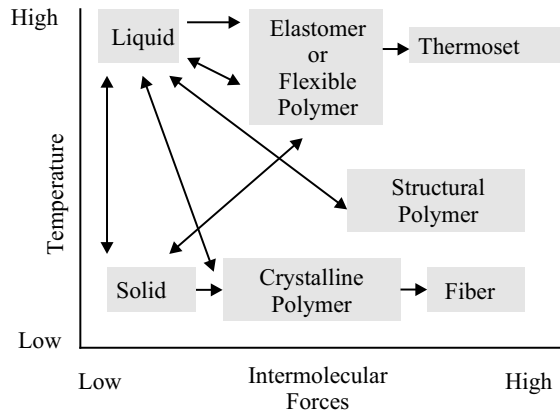 High
Liquid
Elastomer
or
Flexible
Polymer
Thermoset
Temperature
Structural
Polymer
Solid
Crystalline
Polymer
Fiber
Low
Low
Intermolecular
Forces
High